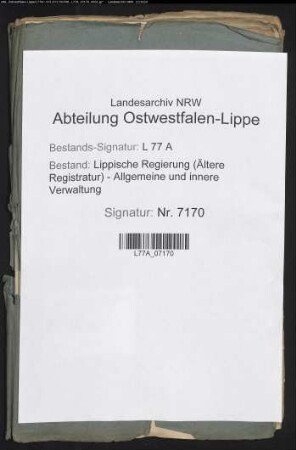 Landesarchiv NRW
Abteilung Ostwestfalen-Lippe
Bestands-Signatur: L 77 A
Bestand: Lippische Regierung (Ältere
Registratur) - Allgemeine und innere
Verwaltung
Signatur: Nr. 7170
L77A_07170